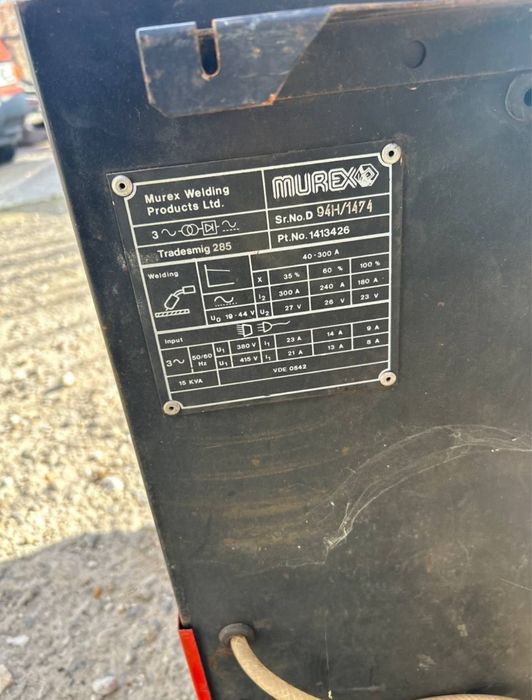 Murex Welding
Products Ltd.
MUREX
Sr.No.D 94H/1474
3~
Tradesmig 285
Pt.No.1413426
Welding
40-300 A
X 35 % 60 % 100 %
I2 300 A 240 A 180 A
U0 19-44 V U2 27 V 26 V 23 V
Input
3~ 50/60 Hz
U1 380 V I1 23 A 14 A 9 A
U1 415 V I1 21 A 13 A 8 A
15 KVA
VDE 0542